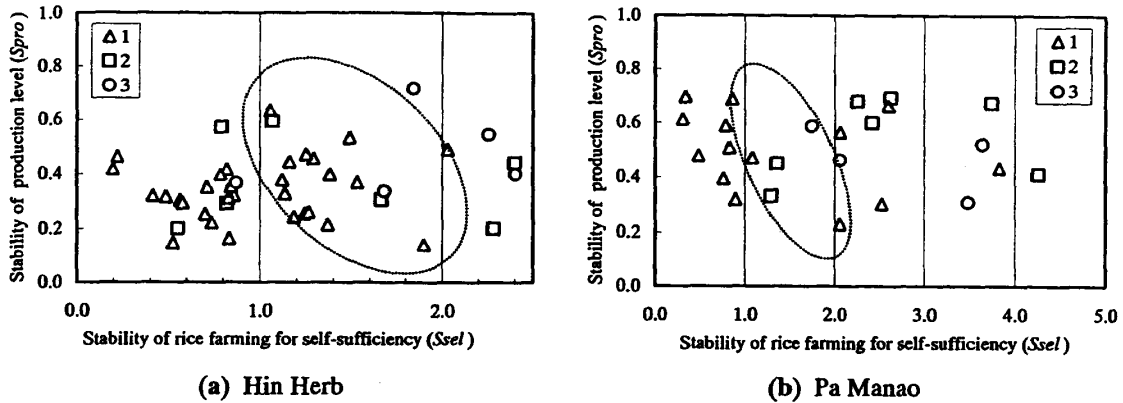 Stability of production level (Spro)
1.0
0.8
0.6
0.4
0.2
0.0
1
2
3
0.0 1.0 2.0
Stability of rice farming for self-sufficiency (Ssel)
(a) Hin Herb
Stability of production level (Spro)
1.0
0.8
0.6
0.4
0.2
0.0
1
2
3
0.0 1.0 2.0 3.0 4.0 5.0
Stability of rice farming for self-sufficiency (Ssel)
(b) Pa Manao